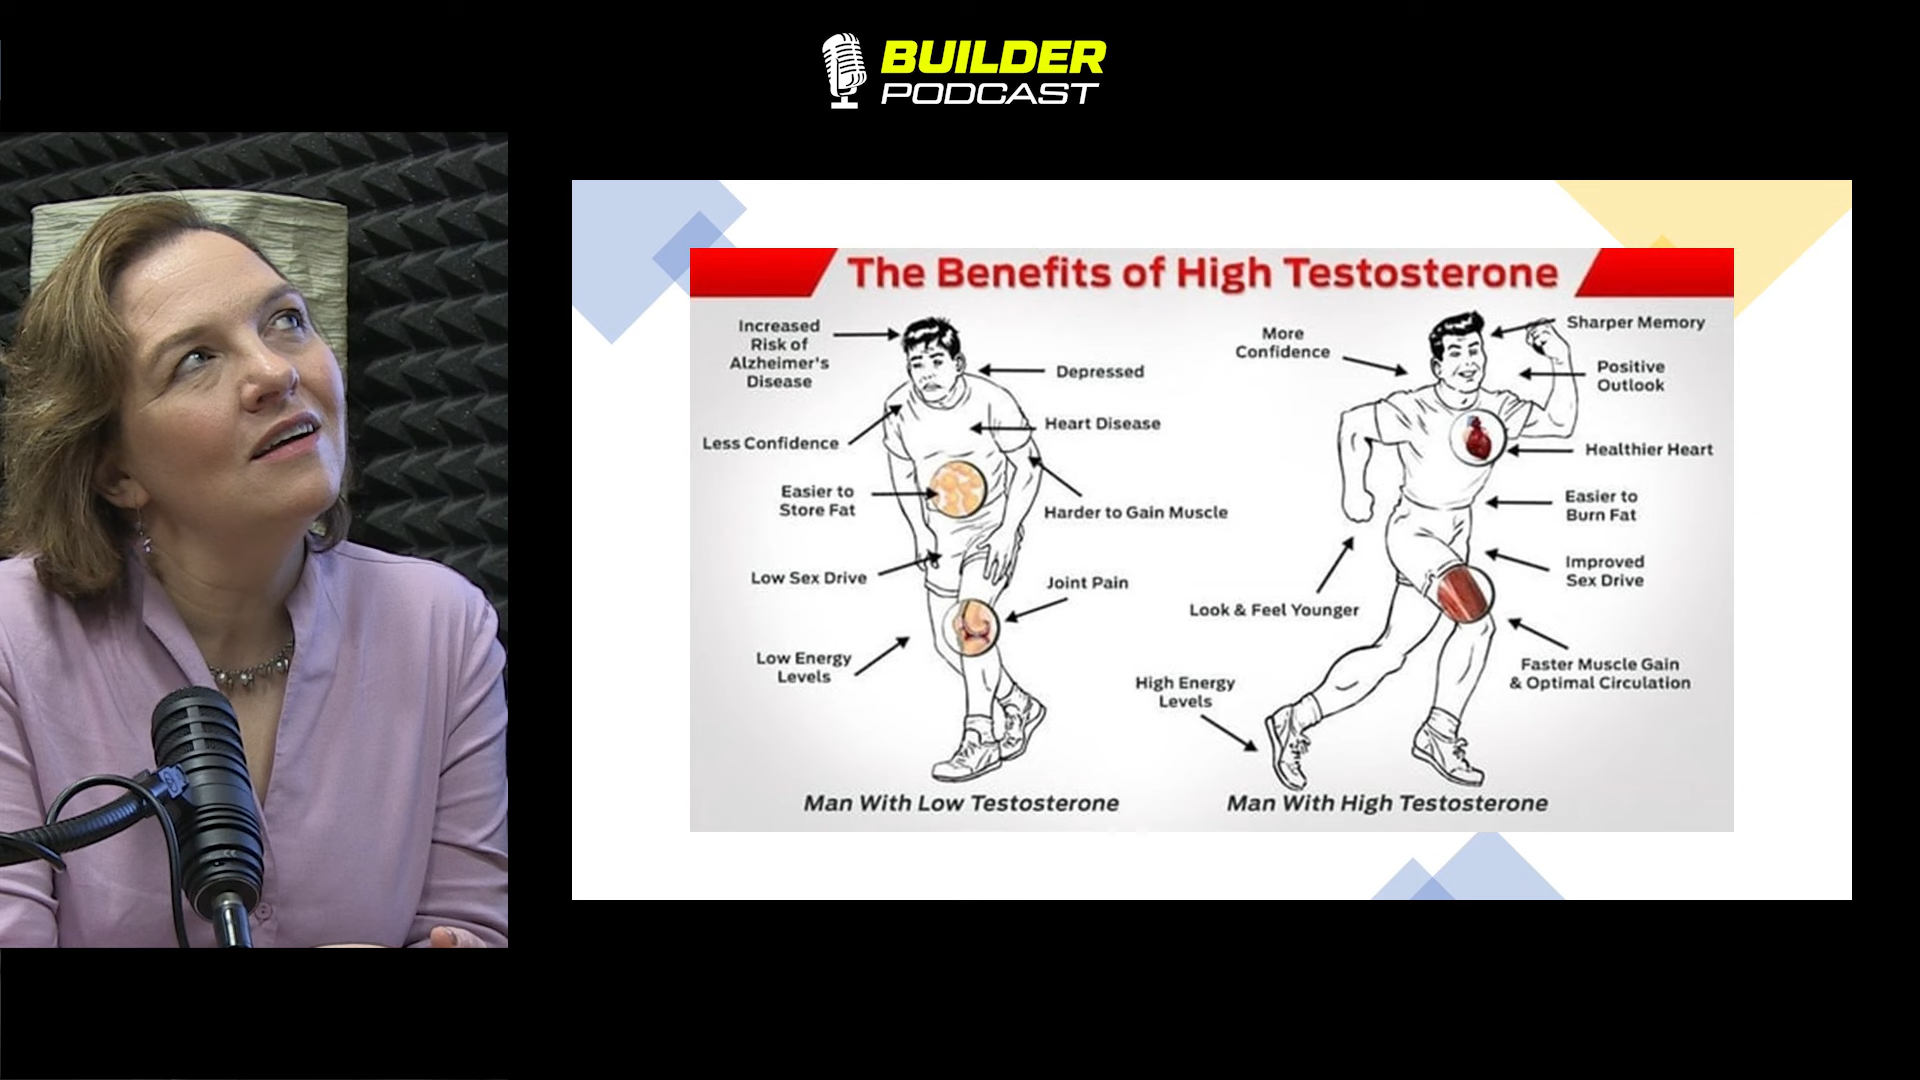 BUILDER
PODCAST
The Benefits of High Testosterone
Increased
Risk of
Alzheimer's
Disease
Depressed
Less Confidence
Heart Disease
Easier to
Store Fat
Harder to Gain Muscle
Low Sex Drive
Joint Pain
Low Energy
Levels
Man With Low Testosterone
More
Confidence
Sharper Memory
Positive
Outlook
Healthier Heart
Easier to
Burn Fat
Improved
Sex Drive
Look & Feel Younger
Faster Muscle Gain
& Optimal Circulation
High Energy
Levels
Man With High Testosterone